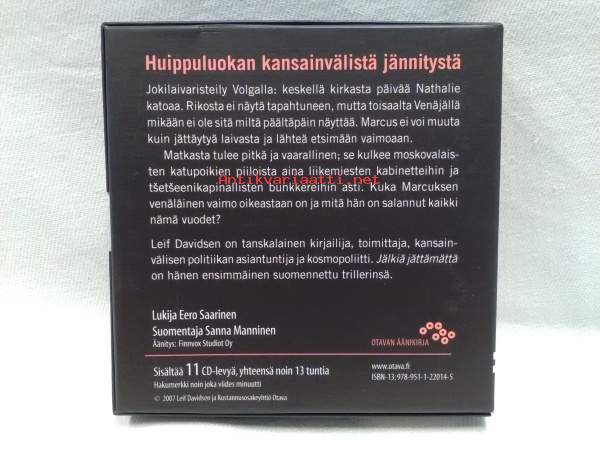 Huippuluokan kansainvälistä jännitystä
Jokilaivaristeily Volgalla: keskellä kirkasta päivää Nathalie
katoaa. Rikosta ei näytä tapahtuneen, mutta toisaalta Venäjällä
mikään ei ole sitä miltä päältäpäin näyttää. Marcus ei voi muuta
kuin jättäytyä laivasta ja lähteä etsimään vaimoaan.
Matkasta tulee pitkä ja vaarallinen; se kulkee moskovalais-
ten katupoikien piiloista aina liikemiesten kabinetteihin ja
tšetšeenikapinallisten bunkkereihin asti. Kuka Marcuksen
venäläinen vaimo oikeastaan on ja mitä hän on salannut kaikki
nämä vuodet?
Antikvariaatti.net
Leif Davidsen on tanskalainen kirjailija, toimittaja, kansain-
välisen politiikan asiantuntija ja kosmopoliitti. Jälkiä jättämättä
on hänen ensimmäinen suomennettu trillerinsä.
Lukija Eero Saarinen
Suomentaja Sanna Manninen
Äänitys: Finnvox Studiot Oy
OTAVAN ÄÄNIKIRJA
Sisältää 11 CD-levyä, yhteensä noin 13 tuntia
Hakumerkki noin joka viides minuutti
© 2007 Leif Davidsen ja Kustannusosakeyhtiö Otava
www.otava.fi
ISBN-13:978-951-1-22014-5